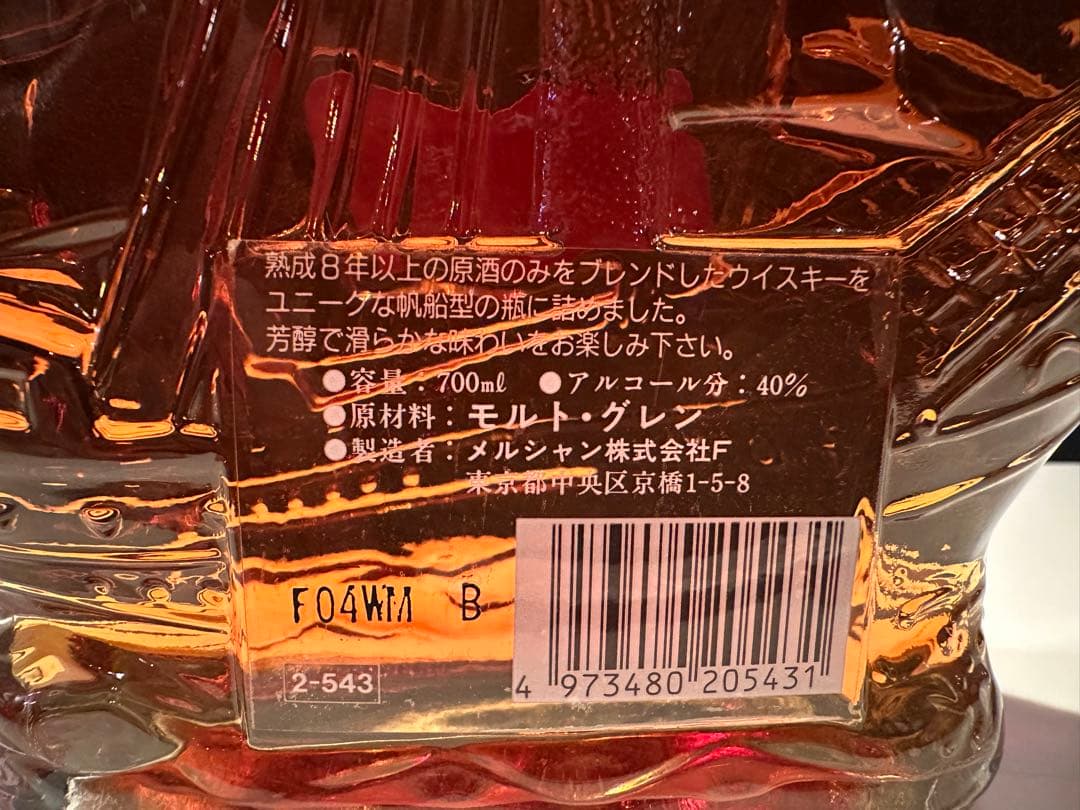 熟成8年以上の原酒のみをブレンドしたウイスキーを
ユニークな帆船型の瓶に詰めました。
芳醇で滑らかな味わいをお楽しみ下さい。
●容量：700mℓ ●アルコール分：40%
●原材料：モルト・グレン
●製造者：メルシャン株式会社F
東京都中央区京橋1-5-8
F04WM B
2-543
4 973480 205431